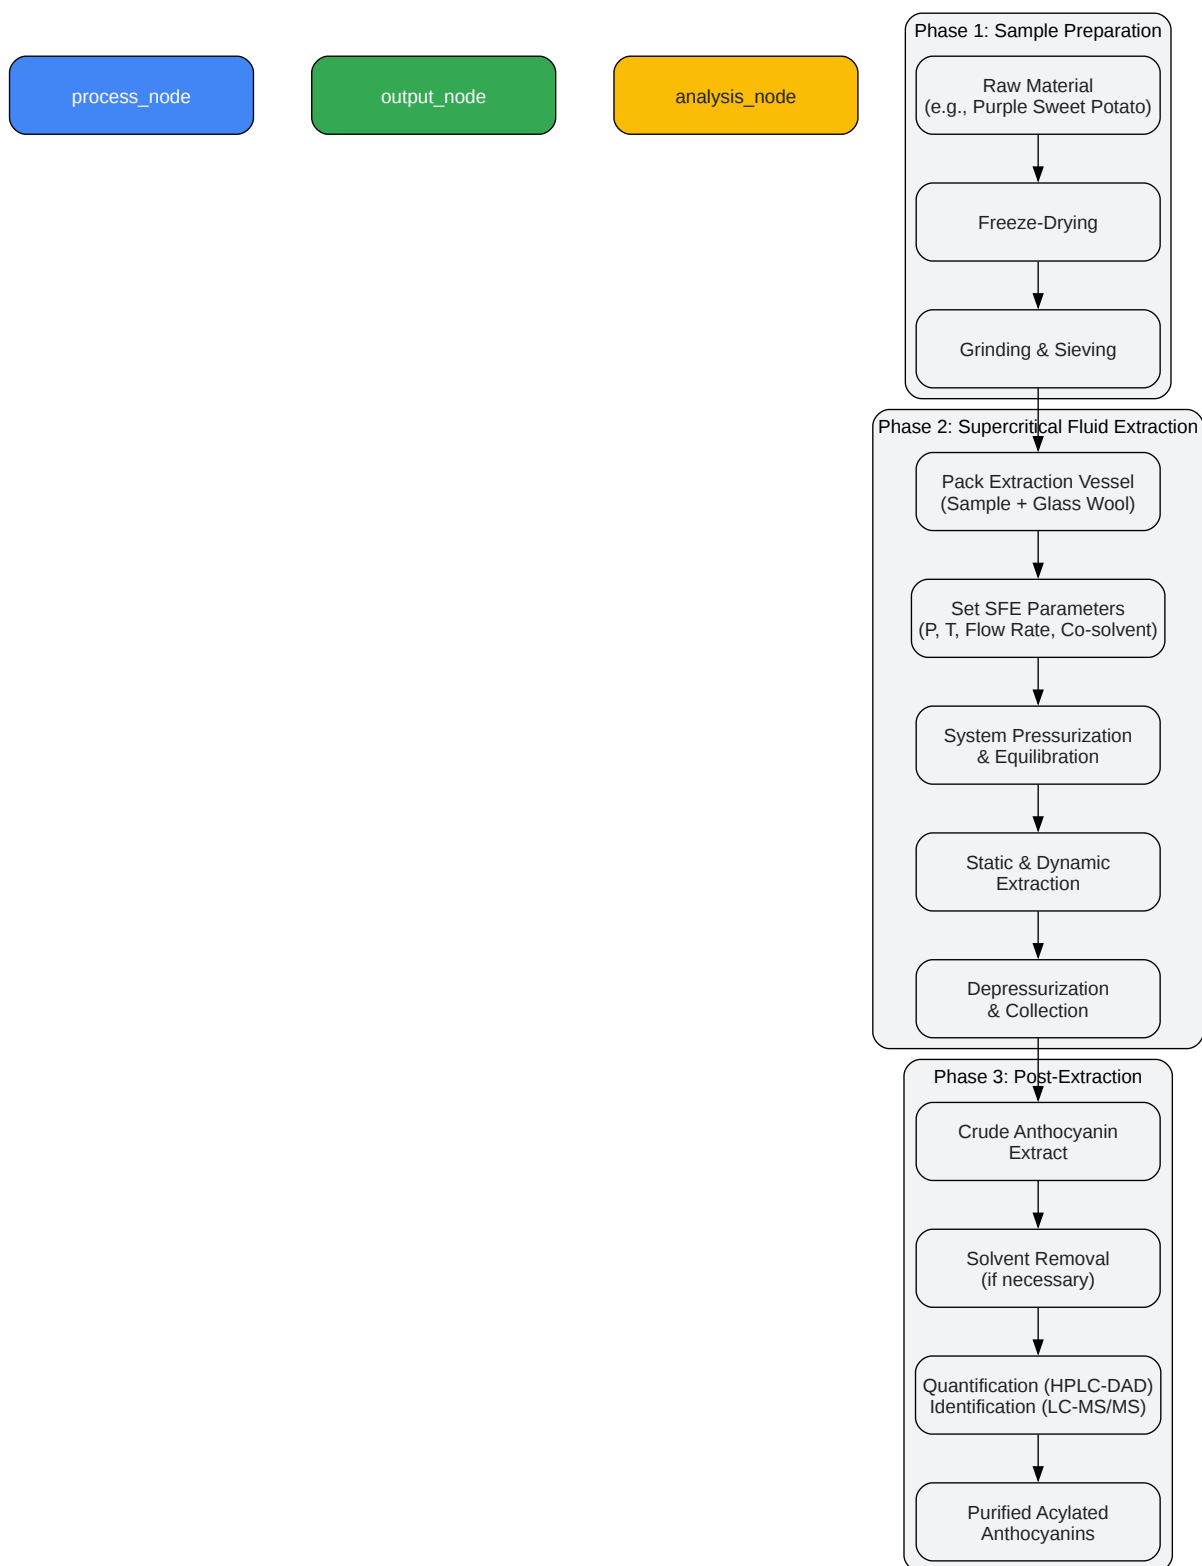 process_node
output_node
analysis_node
Phase 1: Sample Preparation
Raw Material
(e.g., Purple Sweet Potato)
Freeze-Drying
Grinding & Sieving
Phase 2: Supercritical Fluid Extraction
Pack Extraction Vessel
(Sample + Glass Wool)
Set SFE Parameters
(P, T, Flow Rate, Co-solvent)
System Pressurization
& Equilibration
Static & Dynamic
Extraction
Depressurization
& Collection
Phase 3: Post-Extraction
Crude Anthocyanin
Extract
Solvent Removal
(if necessary)
Quantification (HPLC-DAD)
Identification (LC-MS/MS)
Purified Acylated
Anthocyanins